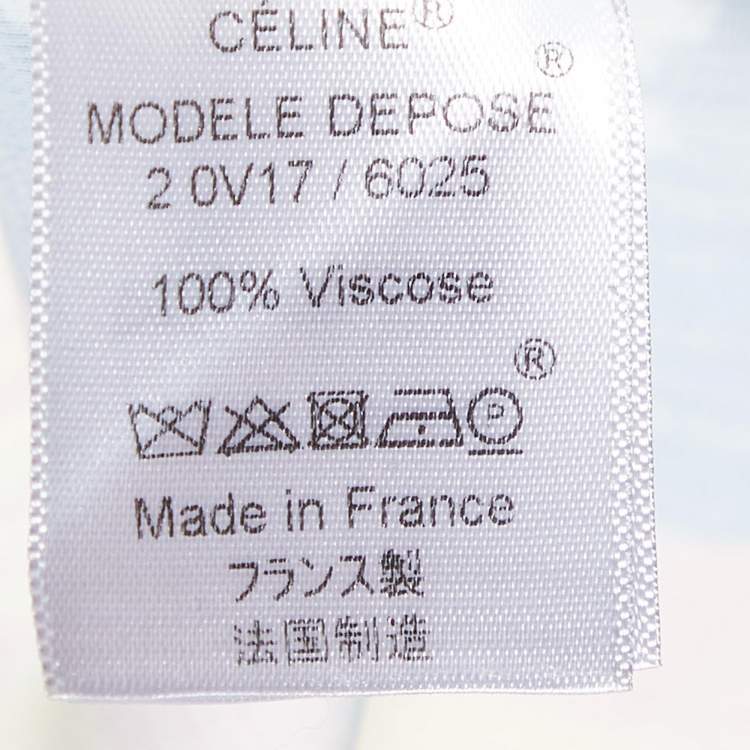 CÉLINE®
MODELE DEPOSE®
2 0V17 / 6025
100% Viscose
®
P
Made in France
フランス製
法国制造